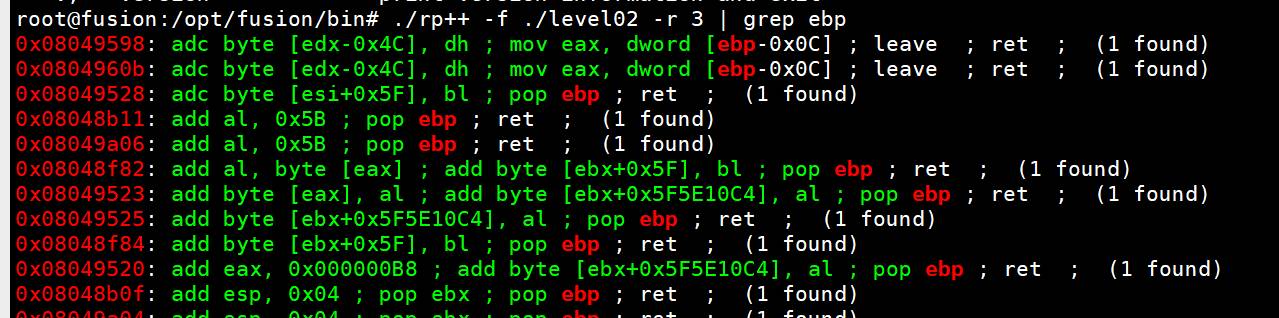 root@fusion:/opt/fusion/bin# ./rp++ -f ./level02 -r 3 | grep ebp
0x08049598: adc byte [edx-0x4C], dh ; mov eax, dword [ebp-0x0C] ; leave  ; ret  ;  (1 found)
0x0804960b: adc byte [edx-0x4C], dh ; mov eax, dword [ebp-0x0C] ; leave  ; ret  ;  (1 found)
0x08049528: adc byte [esi+0x5F], bl ; pop ebp ; ret  ;  (1 found)
0x08048b11: add al, 0x5B ; pop ebp ; ret  ;  (1 found)
0x08049a06: add al, 0x5B ; pop ebp ; ret  ;  (1 found)
0x08048f82: add al, byte [eax] ; add byte [ebx+0x5F], bl ; pop ebp ; ret  ;  (1 found)
0x08049523: add byte [eax], al ; add byte [ebx+0x5F5E10C4], al ; pop ebp ; ret  ;  (1 found)
0x08049525: add byte [ebx+0x5F5E10C4], al ; pop ebp ; ret  ;  (1 found)
0x08048f84: add byte [ebx+0x5F], bl ; pop ebp ; ret  ;  (1 found)
0x08049520: add eax, 0x000000B8 ; add byte [ebx+0x5F5E10C4], al ; pop ebp ; ret  ;  (1 found)
0x08048b0f: add esp, 0x04 ; pop ebx ; pop ebp ; ret  ;  (1 found)